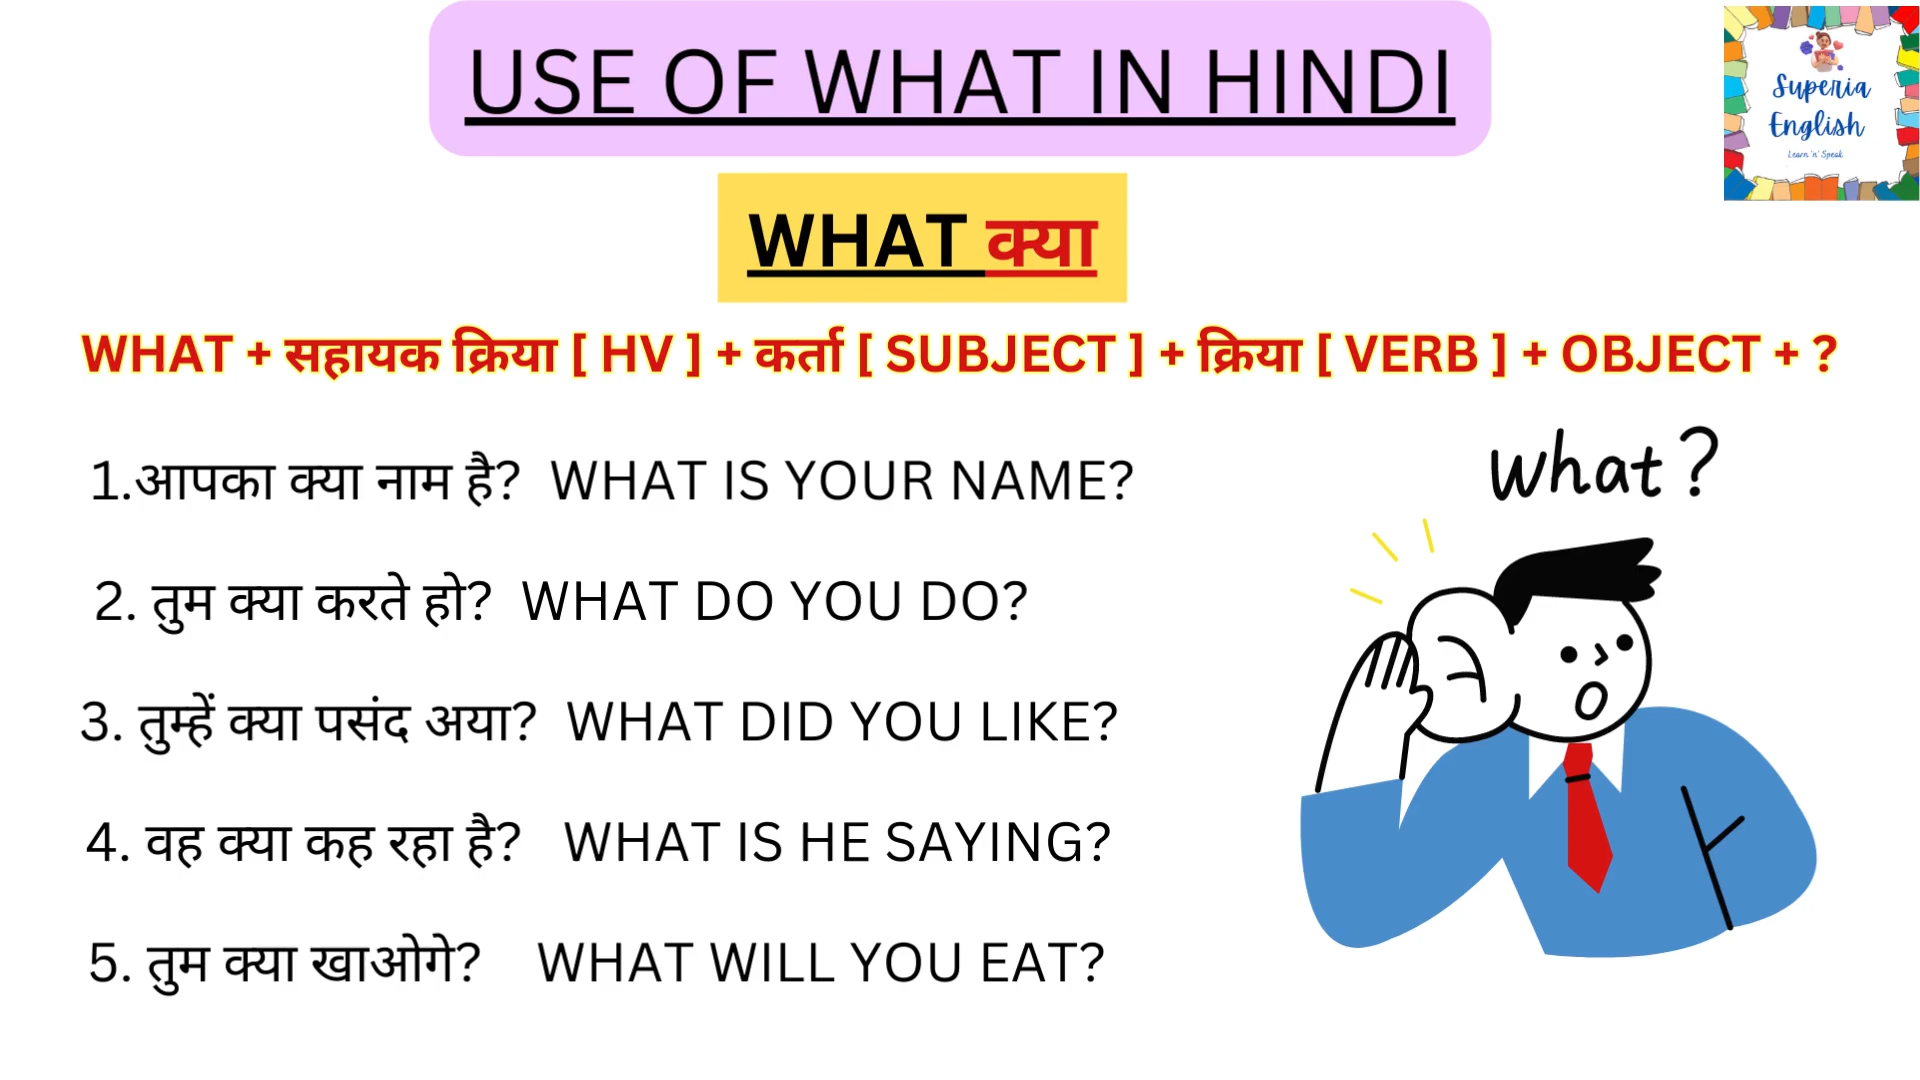 USE OF WHAT IN HINDI
Superia
English
Learn 'n' Speak
WHAT क्या
WHAT + सहायक क्रिया [ HV ] + कर्ता [ SUBJECT ] + क्रिया [ VERB ] + OBJECT + ?
what?
1.आपका क्या नाम है? WHAT IS YOUR NAME?
2. तुम क्या करते हो? WHAT DO YOU DO?
3. तुम्हें क्या पसंद अया? WHAT DID YOU LIKE?
4. वह क्या कह रहा है? WHAT IS HE SAYING?
5. तुम क्या खाओगे? WHAT WILL YOU EAT?